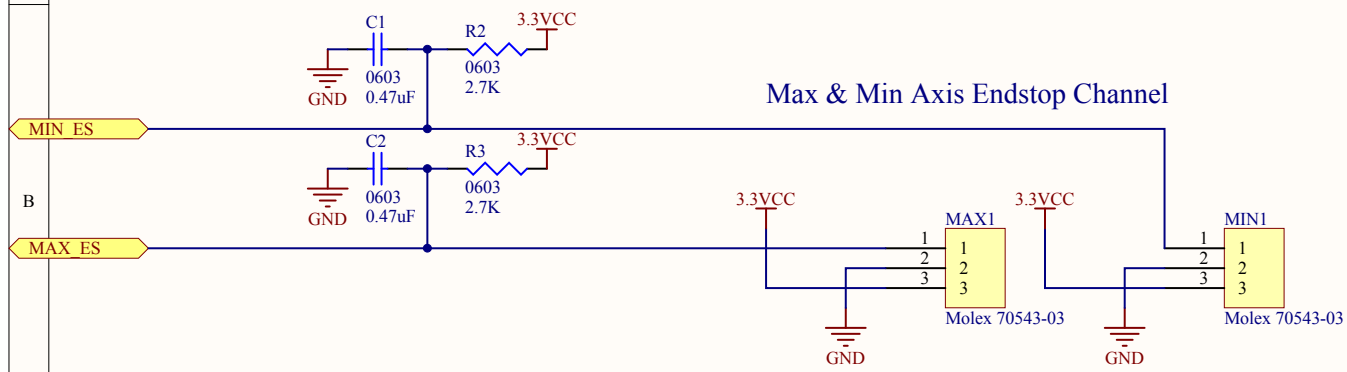 C1
R2
3.3VCC
0603
0.47uF
0603
2.7K
GND
Max & Min Axis Endstop Channel
MIN_ES
C2
R3
3.3VCC
0603
0.47uF
0603
2.7K
GND
B
3.3VCC
3.3VCC
MAX1
MIN1
MAX_ES
1 1
2 2
3 3
1 1
2 2
3 3
Molex 70543-03
Molex 70543-03
GND
GND